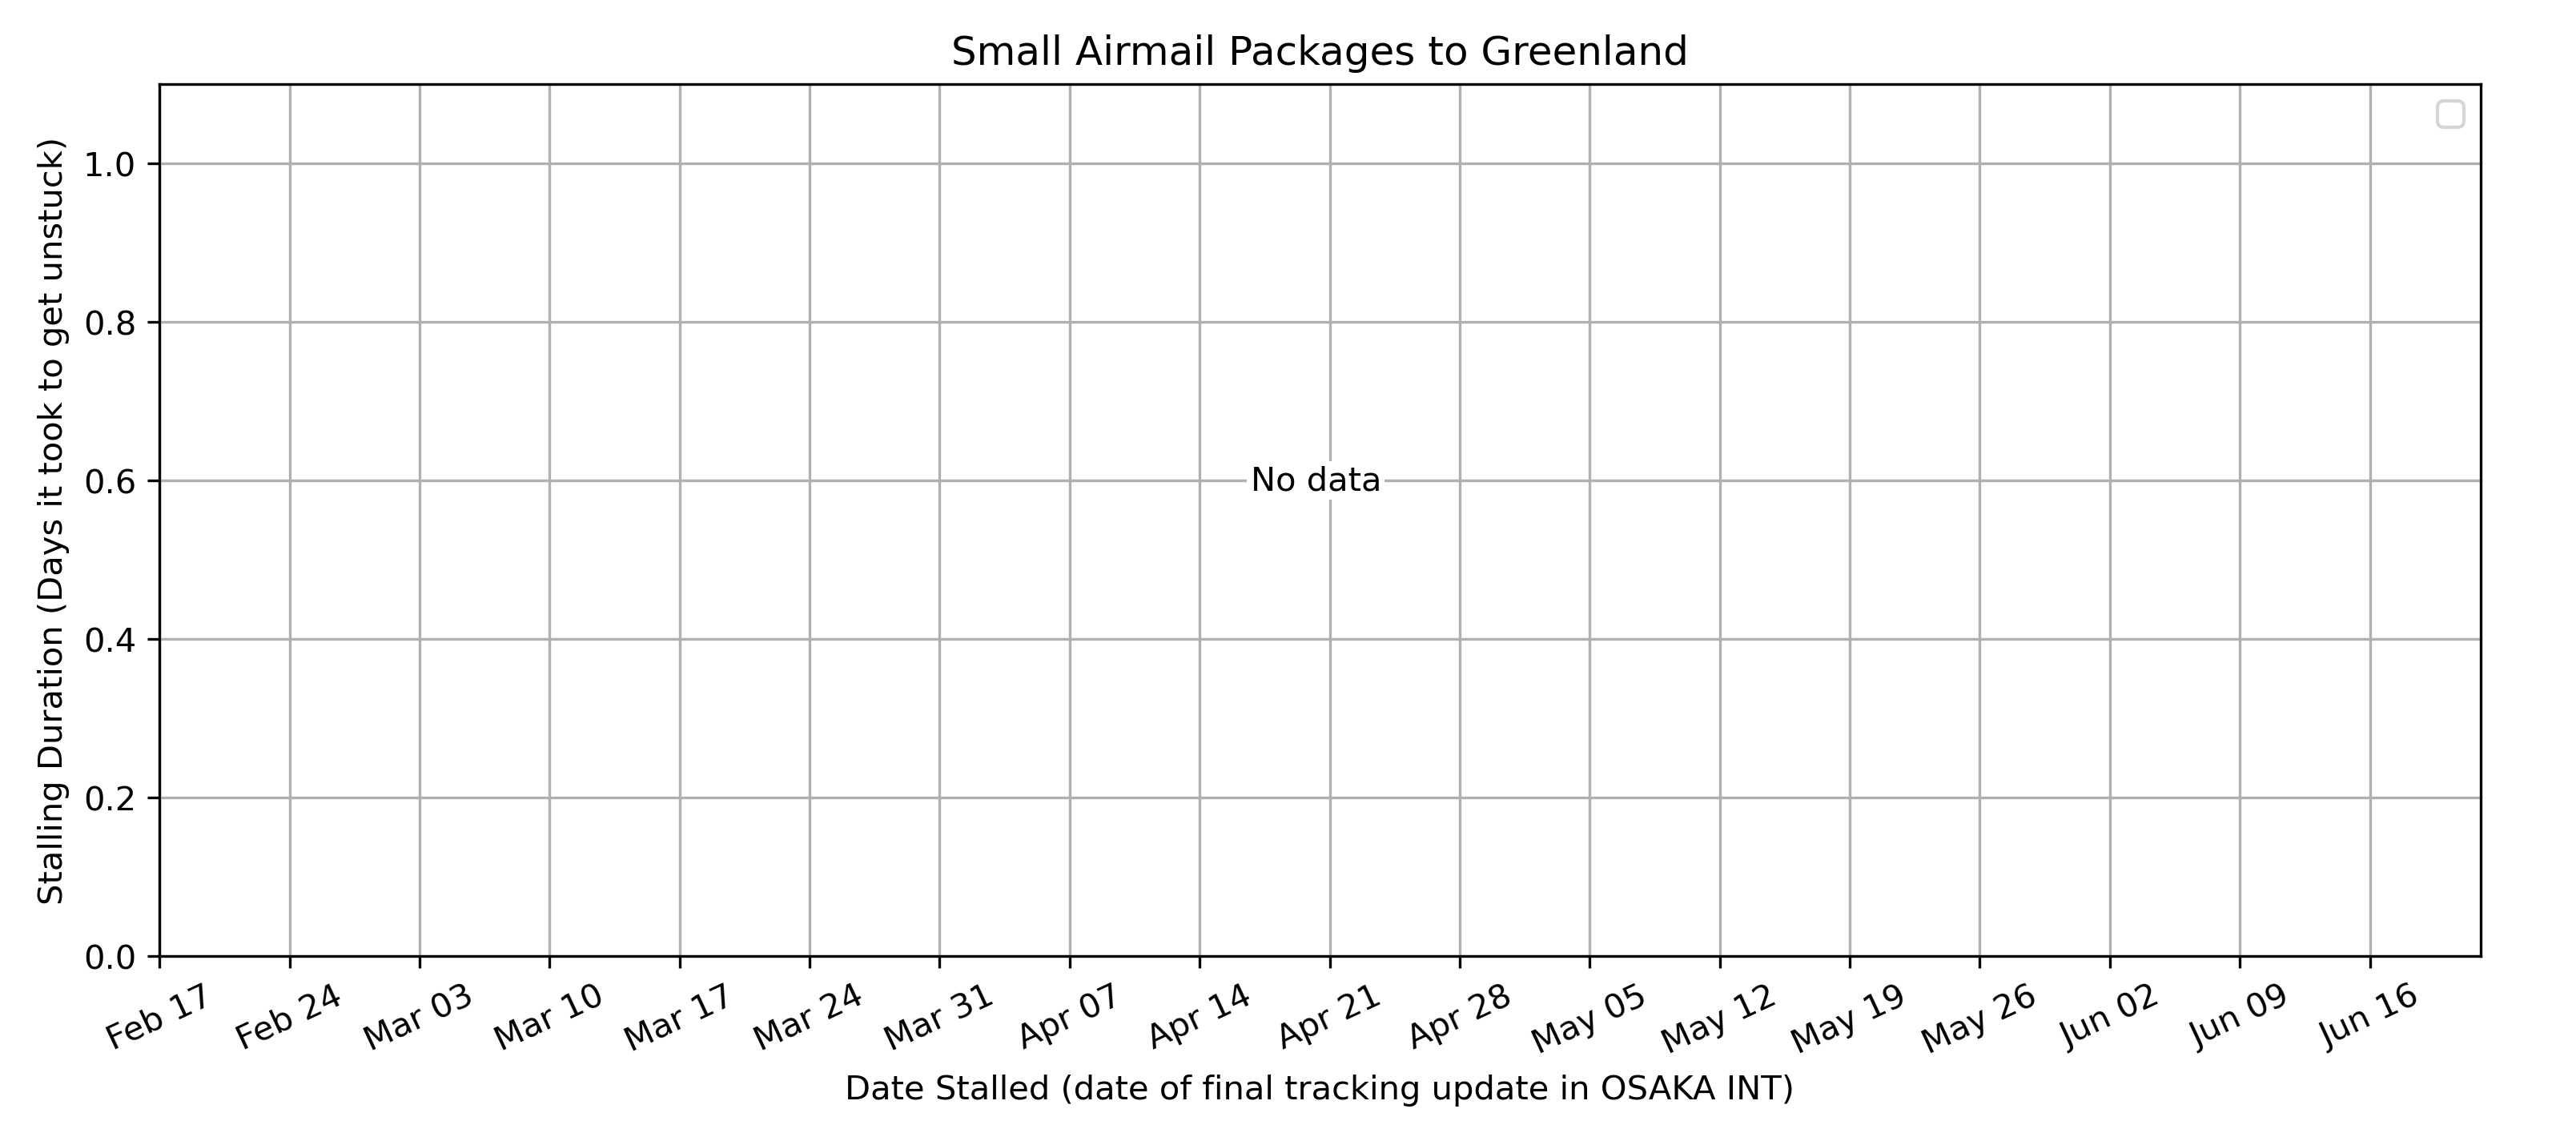 Small Airmail Packages to Greenland
Stalling Duration (Days it took to get unstuck)
1.0
0.8
0.6
0.4
0.2
0.0
No data
Feb 17
Feb 24
Mar 03
Mar 10
Mar 17
Mar 24
Mar 31
Apr 07
Apr 14
Apr 21
Apr 28
May 05
May 12
May 19
May 26
Jun 02
Jun 09
Jun 16
Date Stalled (date of final tracking update in OSAKA INT)